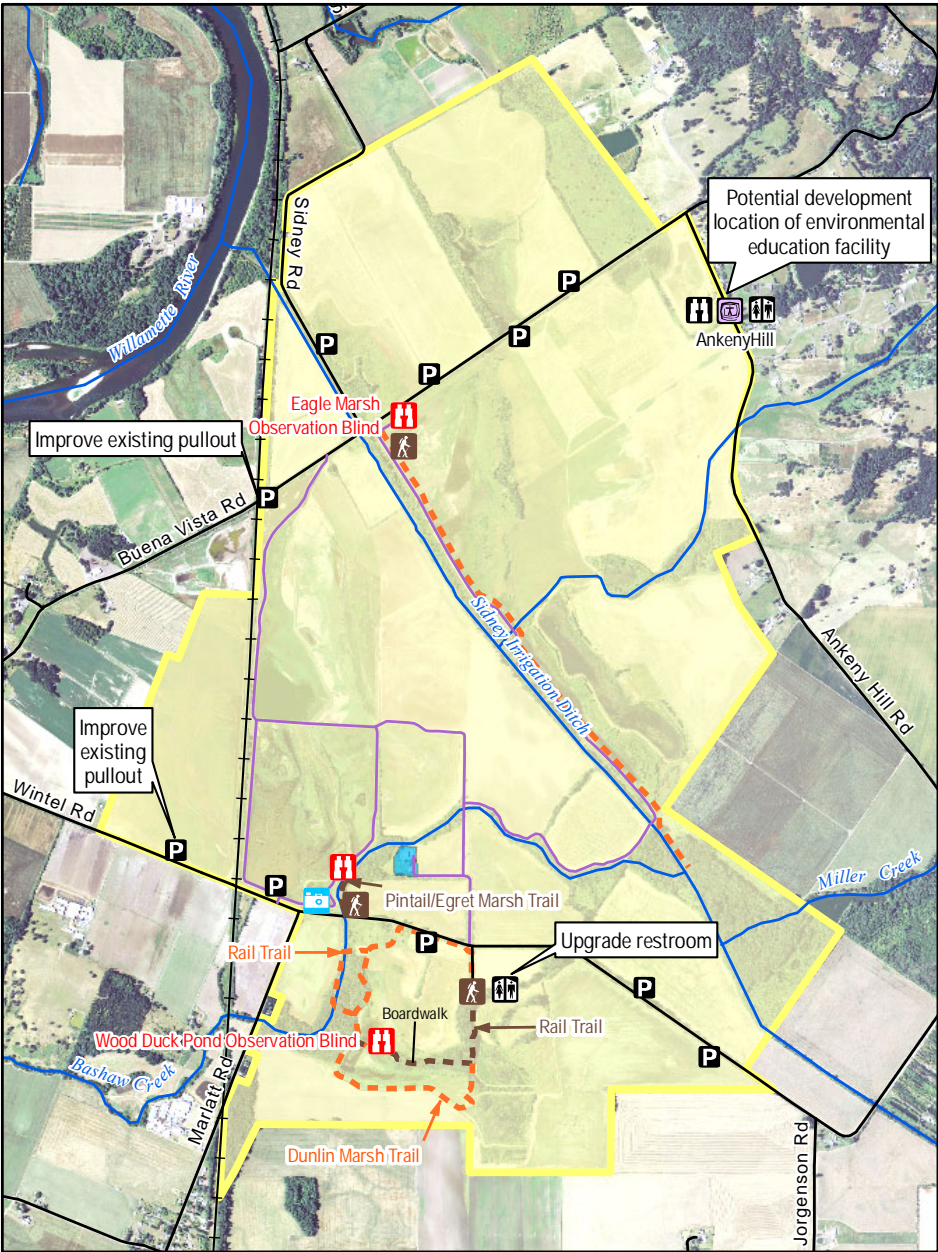 Sidney Rd
Potential development
location of environmental
education facility
P
AnkenyHill
Willamette River
P
P
P
Eagle Marsh
Observation Blind
Improve existing pullout
P
Buena Vista Rd
Sidney Irrigation Ditch
Ankeny Hill Rd
Improve
existing
pullout
Wintel Rd
P
P
Pintail/Egret Marsh Trail
Miller Creek
Rail Trail
P
Upgrade restroom
P
Boardwalk
Rail Trail
Wood Duck Pond Observation Blind
P
Bashaw Creek
Marlatt Rd
Dunlin Marsh Trail
Jorgenson Rd